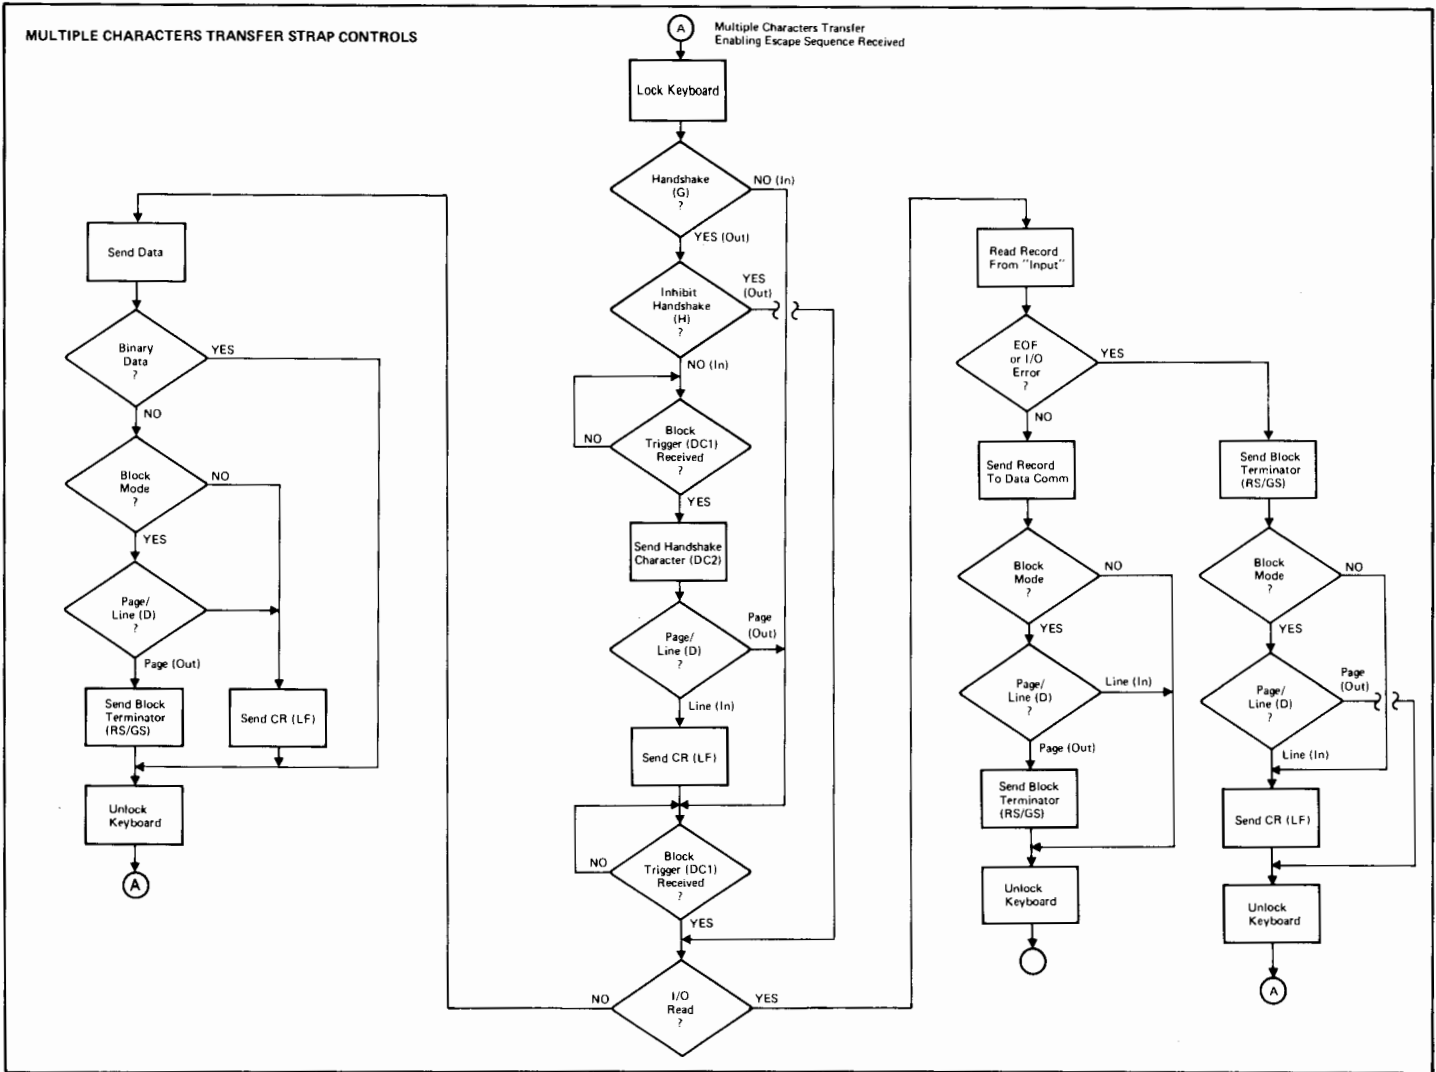 MULTIPLE CHARACTERS TRANSFER STRAP CONTROLS
A
Multiple Characters Transfer
Enabling Escape Sequence Received
Lock Keyboard
Handshake
(G)
?
NO (In)
YES (Out)
Inhibit
Handshake
(H)
?
YES
(Out)
NO (In)
Block
Trigger (DC1)
Received
?
NO
YES
Send Handshake
Character (DC2)
Page/
Line (D)
?
Page
(Out)
Line (In)
Send CR (LF)
Block
Trigger (DC1)
Received
?
NO
YES
I/O
Read
?
NO
YES
Send Data
Binary
Data
?
YES
NO
Block
Mode
?
NO
YES
Page/
Line (D)
?
Page (Out)
Send Block
Terminator
(RS/GS)
Send CR (LF)
Unlock
Keyboard
A
Read Record
From "Input"
EOF
or I/O
Error
?
YES
NO
Send Record
To Data Comm
Block
Mode
?
NO
YES
Page/
Line (D)
?
Line (In)
Page (Out)
Send Block
Terminator
(RS/GS)
Unlock
Keyboard
Send Block
Terminator
(RS/GS)
Block
Mode
?
NO
YES
Page/
Line (D)
?
Page
(Out)
Line (In)
Send CR (LF)
Unlock
Keyboard
A